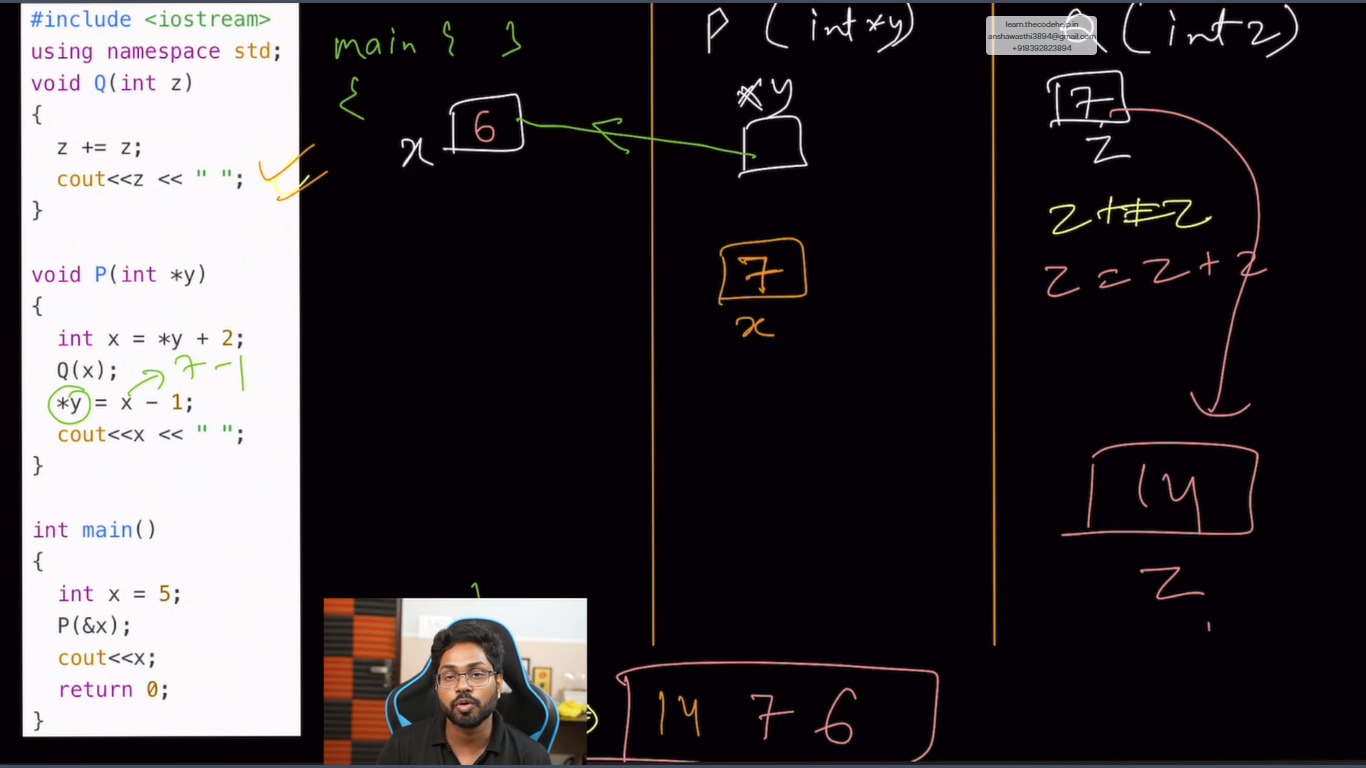 #include <iostream>
using namespace std;
void Q(int z)
{
z += z;
cout<<z << " ";
}
void P(int *y)
{
int x = *y + 2;
Q(x);
*y = x − 1;
cout<<x << " ";
}
int main()
{
int x = 5;
P(&x);
cout<<x;
return 0;
}
7 - 1
main { }
{
x 6
P (int *y)
*y
7
x
Q (int z)
learn.thecodehelp.in
anshawasthi3894@gmail.com
+918392823894
7
z
z += z
z = z + z
14
z
14 7 6